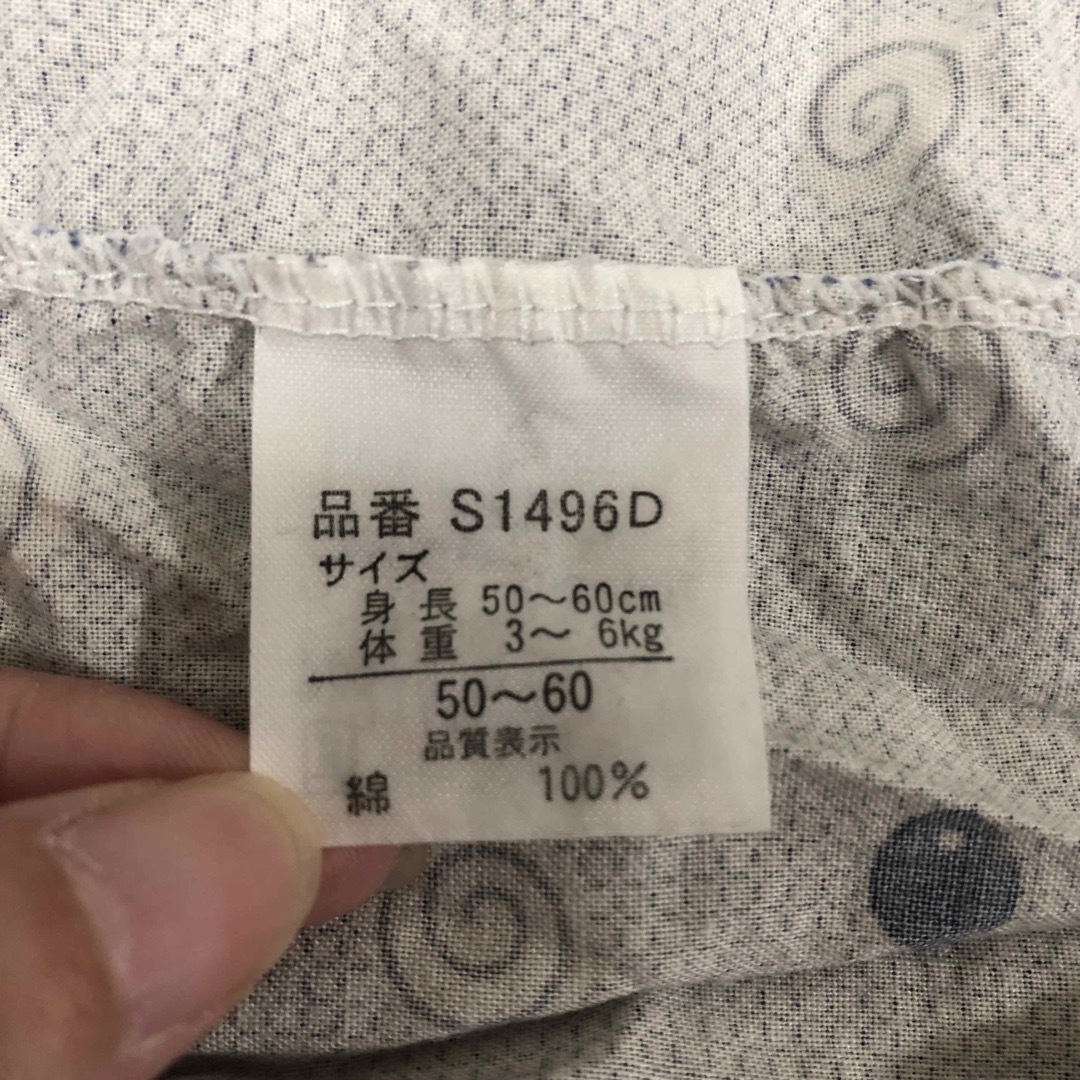 品番 S1496D
サイズ
身長 50～60cm
体重 3～ 6kg
50～60
品質表示
綿 100%